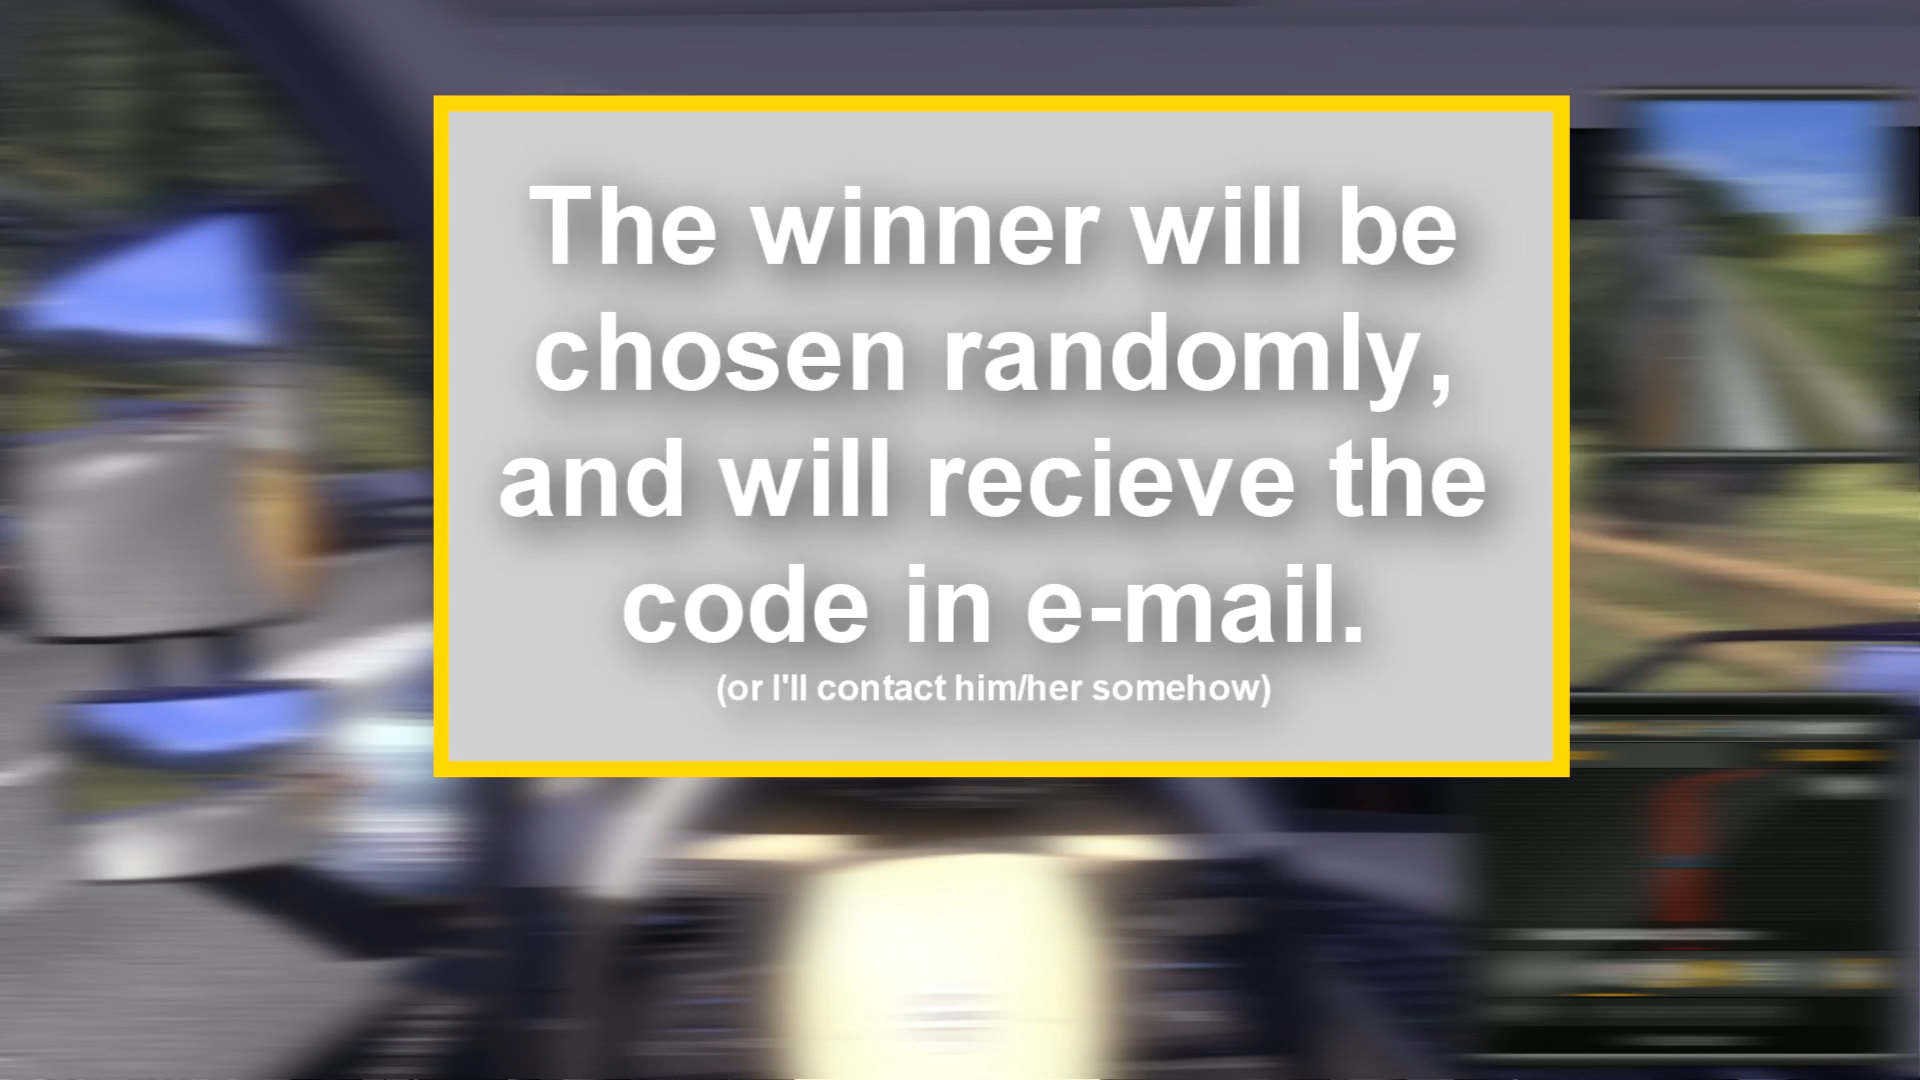 The winner will be
chosen randomly,
and will recieve the
code in e-mail.
(or I'll contact him/her somehow)